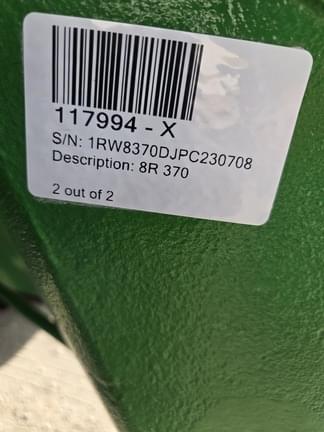 117994 - X
S/N: 1RW8370DJPC230708
Description: 8R 370
2 out of 2